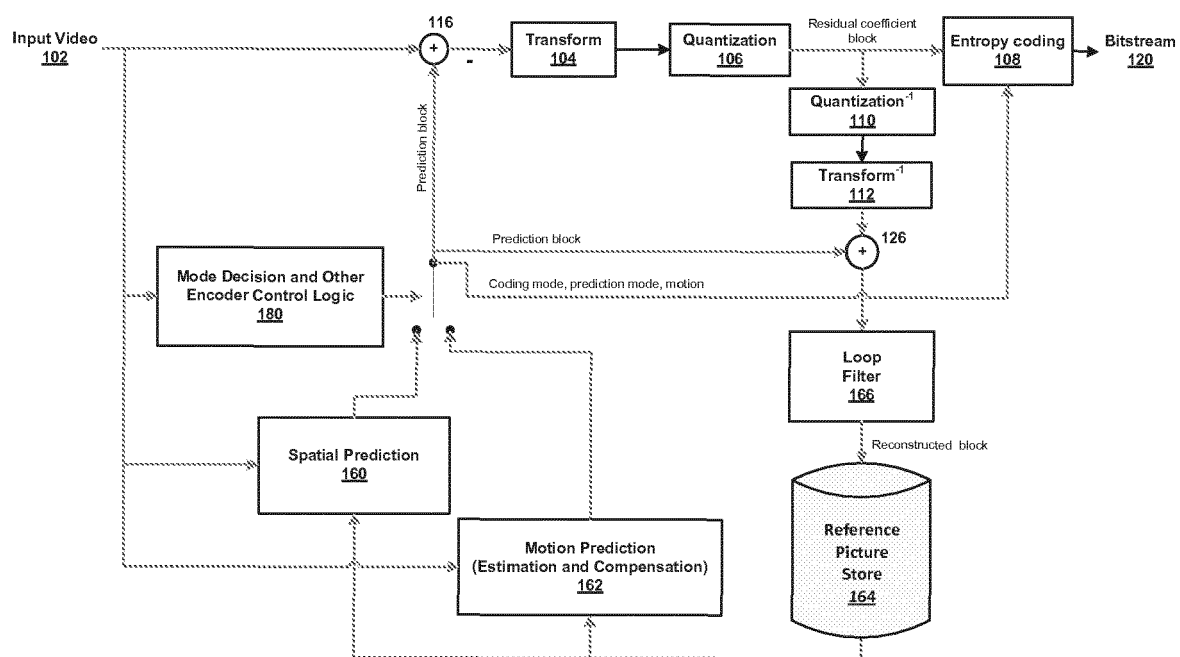 Input Video
102
116
+
-
Transform
104
Quantization
106
Residual coefficient
block
Entropy coding
108
Bitstream
120
Quantization-1
110
Transform-1
112
Prediction block
Prediction block
+
126
Coding mode, prediction mode, motion
Mode Decision and Other
Encoder Control Logic
180
Loop
Filter
166
Reconstructed block
Spatial Prediction
160
Motion Prediction
(Estimation and Compensation)
162
Reference
Picture
Store
164